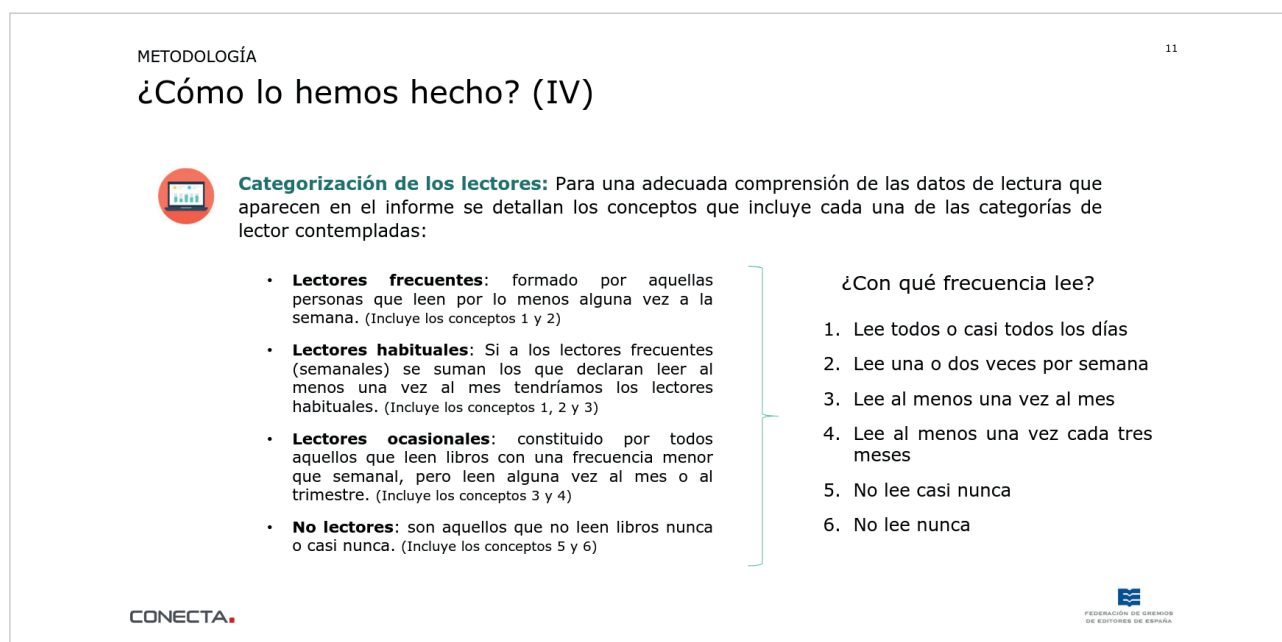 METODOLOGÍA
11
¿Cómo lo hemos hecho? (IV)
Categorización de los lectores: Para una adecuada comprensión de las datos de lectura que
aparecen en el informe se detallan los conceptos que incluye cada una de las categorías de
lector contempladas:
• Lectores frecuentes: formado por aquellas
personas que leen por lo menos alguna vez a la
semana. (Incluye los conceptos 1 y 2)
• Lectores habituales: Si a los lectores frecuentes
(semanales) se suman los que declaran leer al
menos una vez al mes tendríamos los lectores
habituales. (Incluye los conceptos 1, 2 y 3)
• Lectores ocasionales: constituido por todos
aquellos que leen libros con una frecuencia menor
que semanal, pero leen alguna vez al mes o al
trimestre. (Incluye los conceptos 3 y 4)
• No lectores: son aquellos que no leen libros nunca
o casi nunca. (Incluye los conceptos 5 y 6)
¿Con qué frecuencia lee?
1. Lee todos o casi todos los días
2. Lee una o dos veces por semana
3. Lee al menos una vez al mes
4. Lee al menos una vez cada tres
meses
5. No lee casi nunca
6. No lee nunca
CONECTA.
FEDERACIÓN DE GREMIOS
DE EDITORES DE ESPAÑA